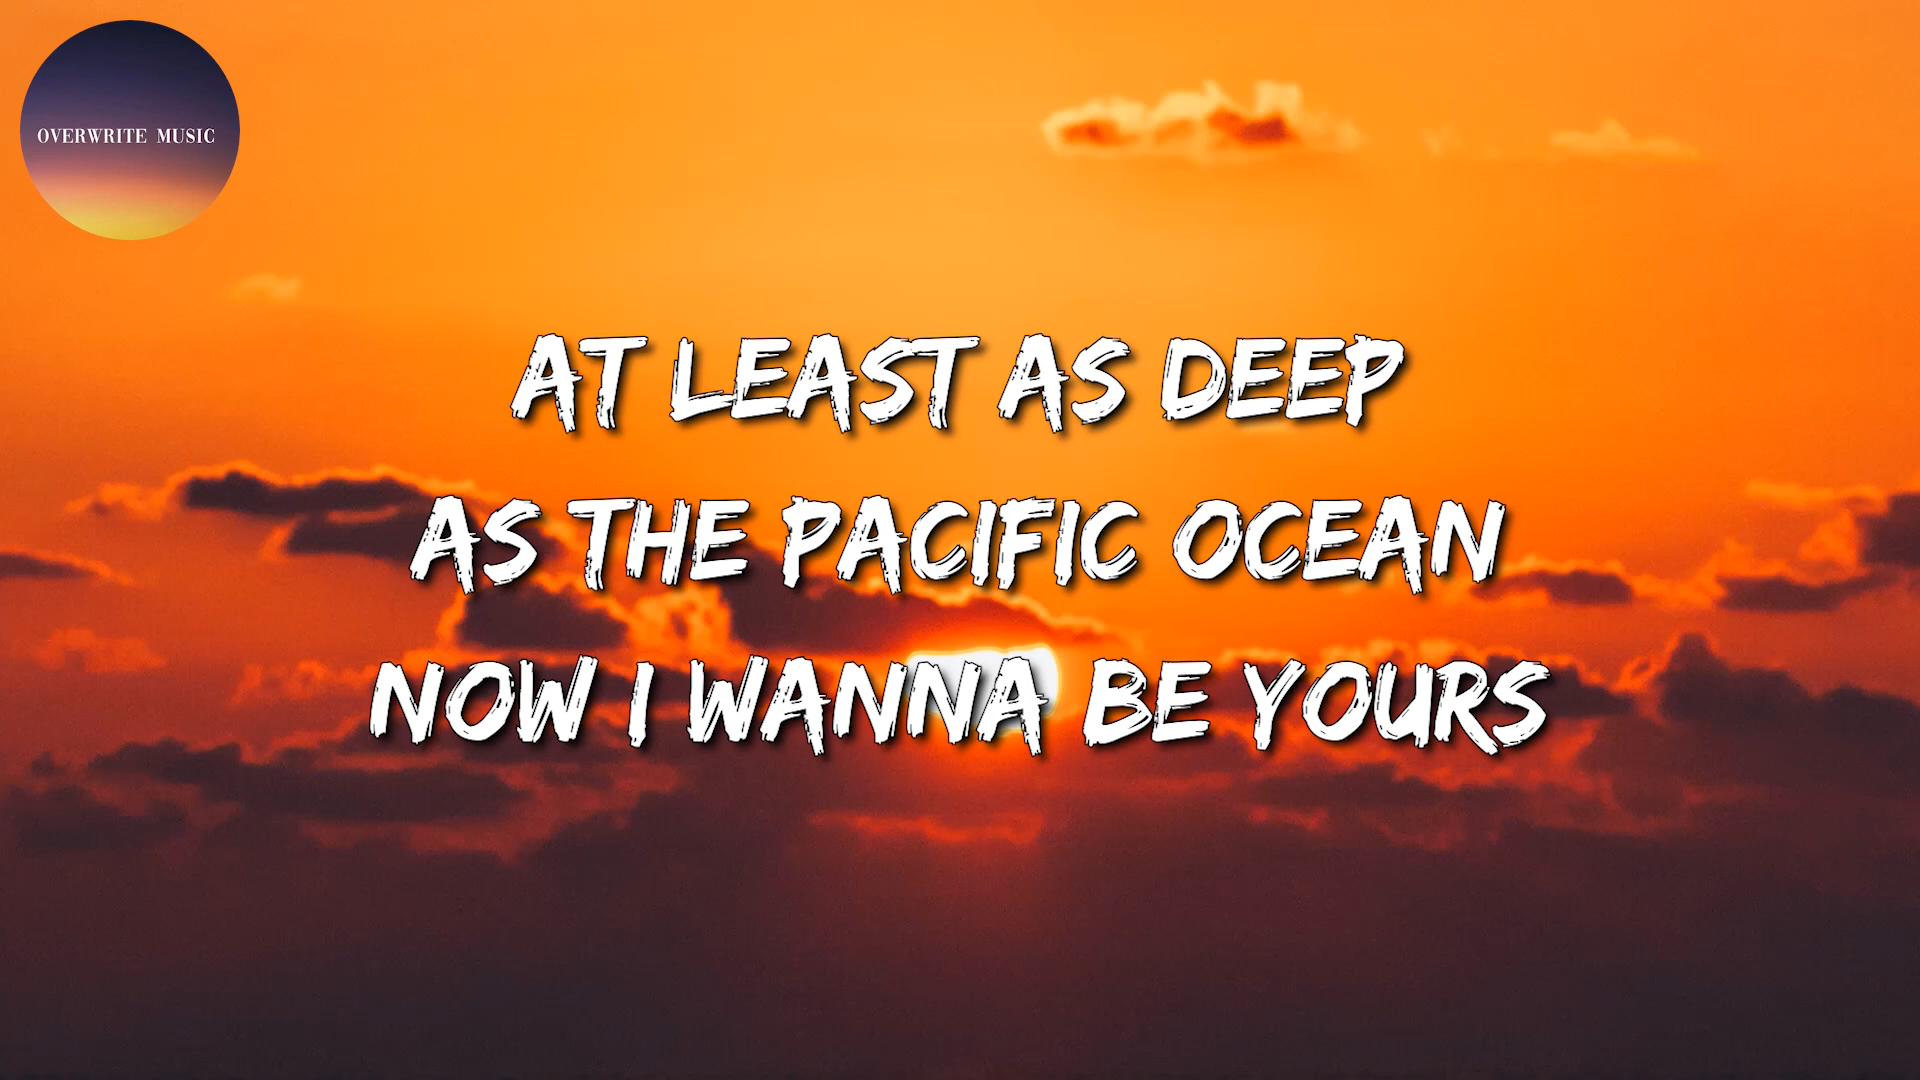 OVERWRITE MUSIC
AT LEAST AS DEEP
AS THE PACIFIC OCEAN
NOW I WANNA BE YOURS